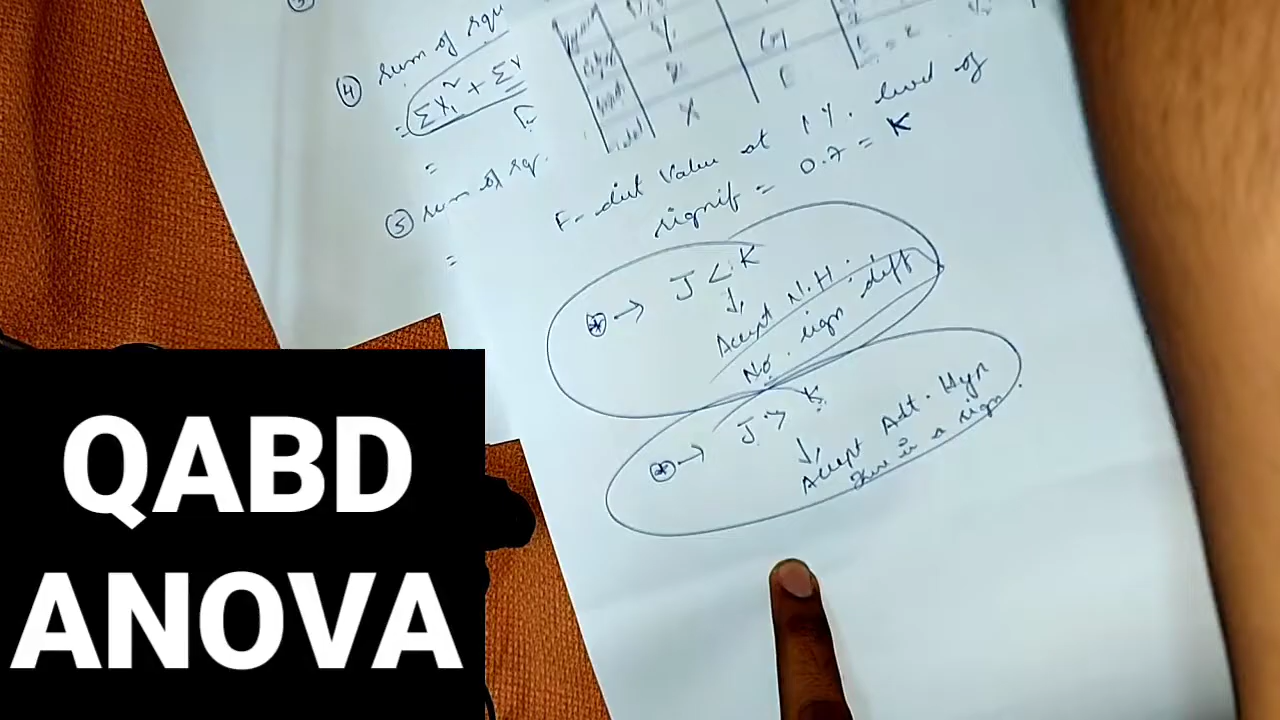 ④ sum of squ
= ΣX₁² + ΣX
=
⑤ sum of sq.
=
F- dist Value at 1%. level of
signif = 0.7 = K
⊛ → J < K
↓
Accept N.H.
No. sign. diff
⊛ → J > K
↓
Accept Alt. Hyp
There is a sign.
QABD
ANOVA